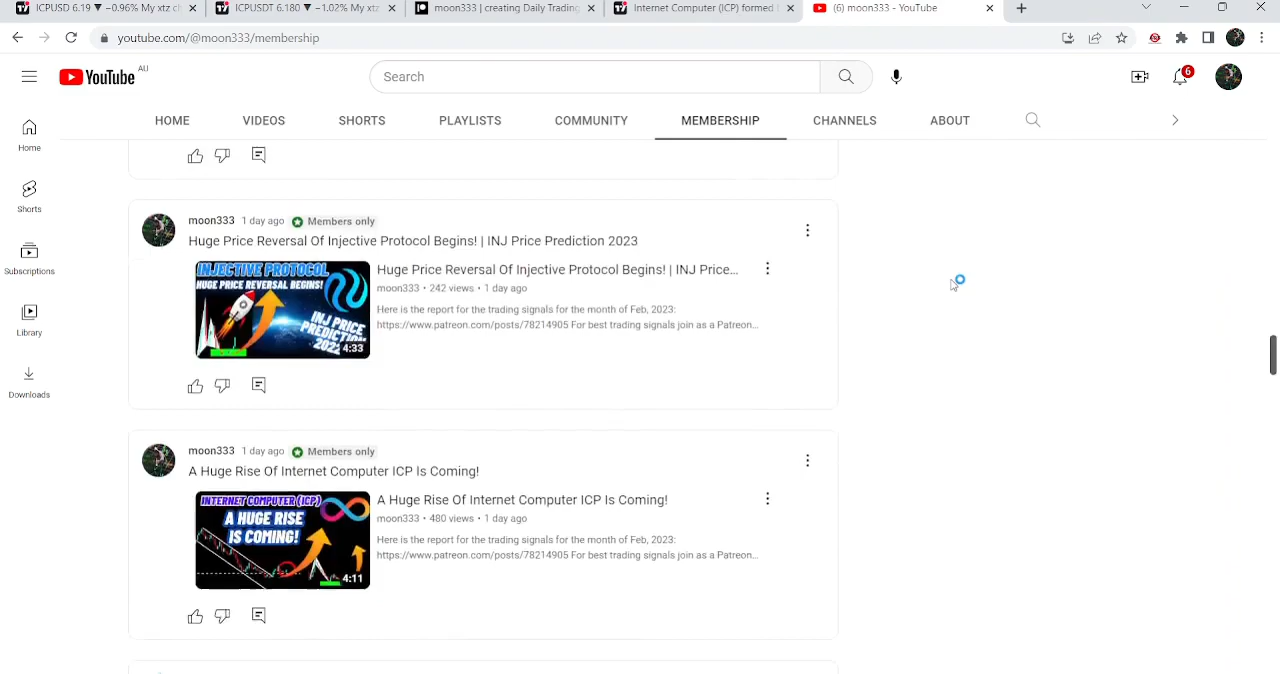 ICPUSD 6.19 ▼ −0.96% My xtz ch
ICPUSDT 6.180 ▼ −1.02% My xtz
moon333 | creating Daily Trading
Internet Computer (ICP) formed
(6) moon333 - YouTube
youtube.com/@moon333/membership
YouTube AU
Search
6
HOME VIDEOS SHORTS PLAYLISTS COMMUNITY MEMBERSHIP CHANNELS ABOUT
Home
Shorts
Subscriptions
Library
Downloads
moon333 1 day ago Members only
Huge Price Reversal Of Injective Protocol Begins! | INJ Price Prediction 2023
INJECTIVE PROTOCOL
HUGE PRICE REVERSAL BEGINS!
INJ PRICE
PREDICTION
2022
4:33
Huge Price Reversal Of Injective Protocol Begins! | INJ Price...
moon333 • 242 views • 1 day ago
Here is the report for the trading signals for the month of Feb, 2023:
https://www.patreon.com/posts/78214905 For best trading signals join as a Patreon...
moon333 1 day ago Members only
A Huge Rise Of Internet Computer ICP Is Coming!
INTERNET COMPUTER (ICP)
A HUGE RISE
IS COMING!
4:11
A Huge Rise Of Internet Computer ICP Is Coming!
moon333 • 480 views • 1 day ago
Here is the report for the trading signals for the month of Feb, 2023:
https://www.patreon.com/posts/78214905 For best trading signals join as a Patreon...